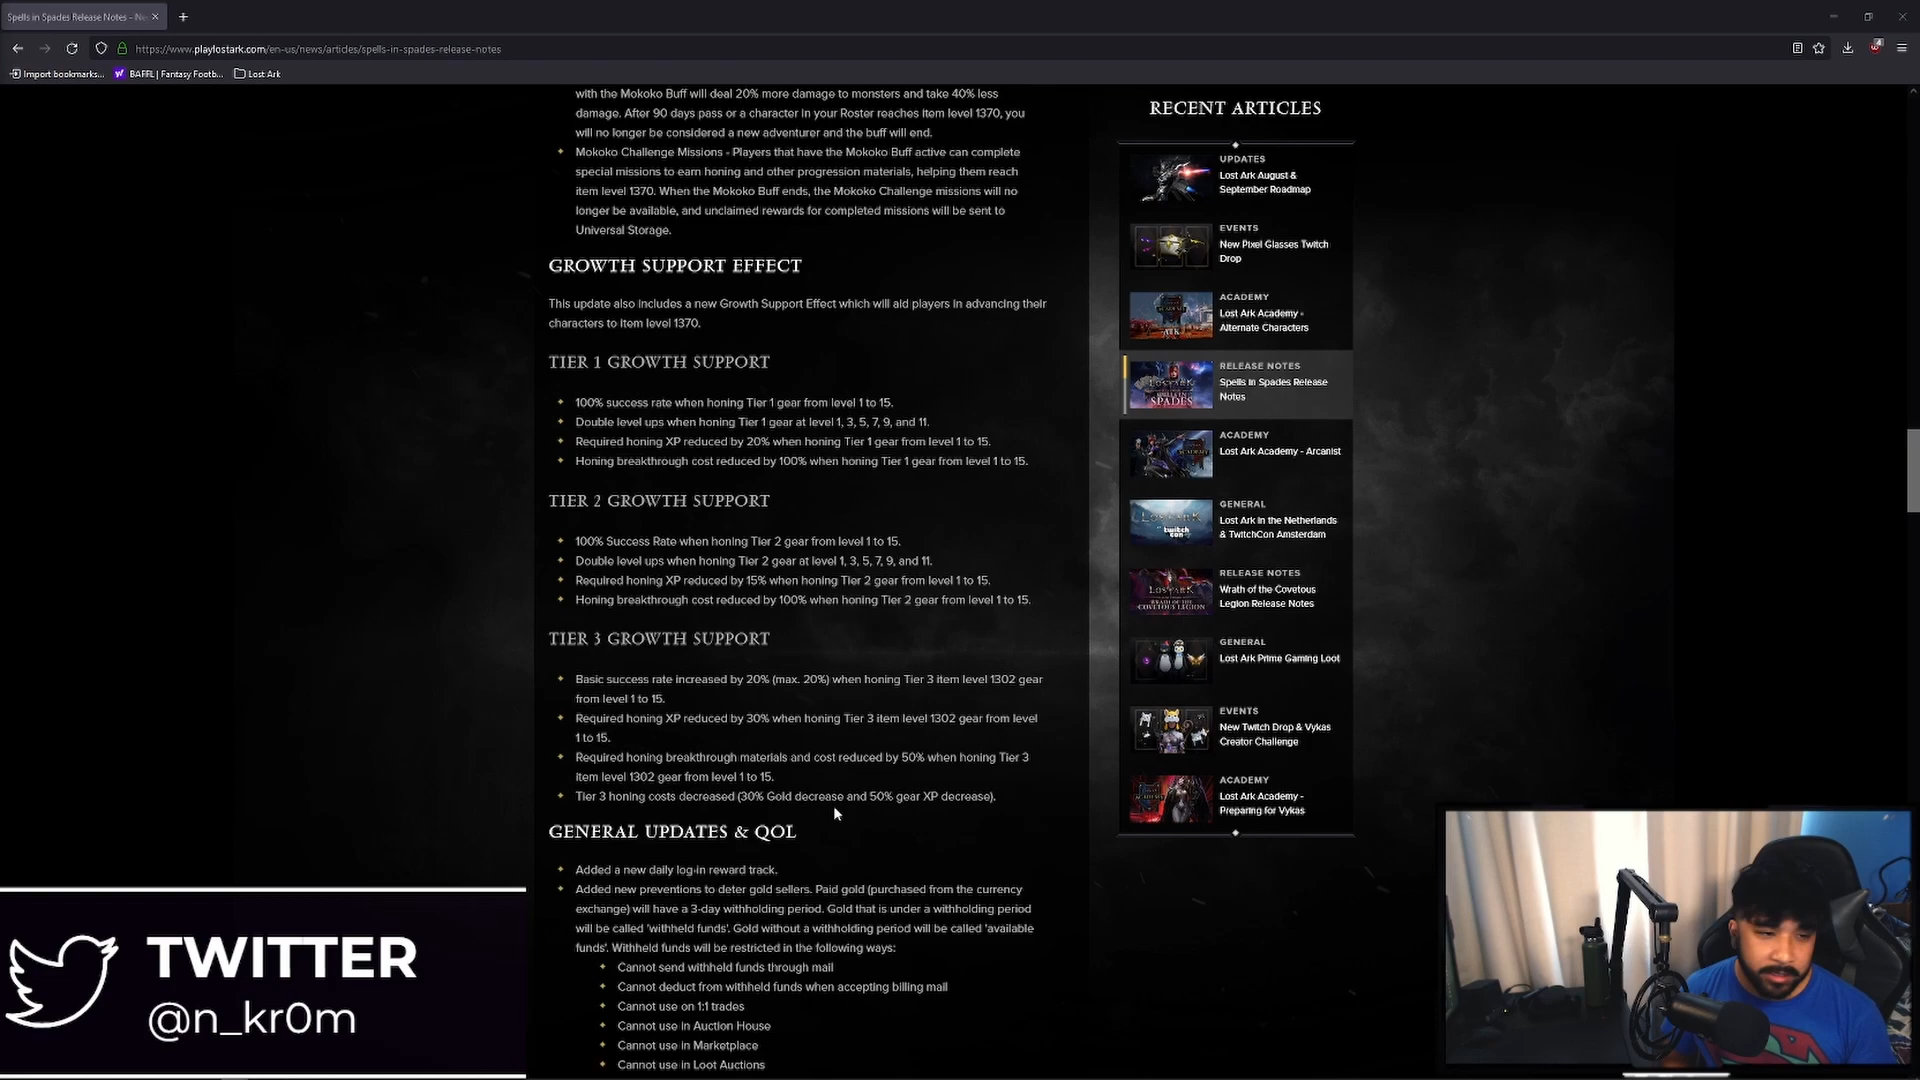 Spells in Spades Release Notes - Ne
https://www.playlostark.com/en-us/news/articles/spells-in-spades-release-notes
Import bookmarks...
BAFFL | Fantasy Footb...
Lost Ark
with the Mokoko Buff will deal 20% more damage to monsters and take 40% less
damage. After 90 days pass or a character in your Roster reaches item level 1370, you
will no longer be considered a new adventurer and the buff will end.
Mokoko Challenge Missions - Players that have the Mokoko Buff active can complete
special missions to earn honing and other progression materials, helping them reach
item level 1370. When the Mokoko Buff ends, the Mokoko Challenge missions will no
longer be available, and unclaimed rewards for completed missions will be sent to
Universal Storage.
GROWTH SUPPORT EFFECT
This update also includes a new Growth Support Effect which will aid players in advancing their
characters to item level 1370.
TIER 1 GROWTH SUPPORT
100% success rate when honing Tier 1 gear from level 1 to 15.
Double level ups when honing Tier 1 gear at level 1, 3, 5, 7, 9, and 11.
Required honing XP reduced by 20% when honing Tier 1 gear from level 1 to 15.
Honing breakthrough cost reduced by 100% when honing Tier 1 gear from level 1 to 15.
TIER 2 GROWTH SUPPORT
100% Success Rate when honing Tier 2 gear from level 1 to 15.
Double level ups when honing Tier 2 gear at level 1, 3, 5, 7, 9, and 11.
Required honing XP reduced by 15% when honing Tier 2 gear from level 1 to 15.
Honing breakthrough cost reduced by 100% when honing Tier 2 gear from level 1 to 15.
TIER 3 GROWTH SUPPORT
Basic success rate increased by 20% (max. 20%) when honing Tier 3 item level 1302 gear
from level 1 to 15.
Required honing XP reduced by 30% when honing Tier 3 item level 1302 gear from level
1 to 15.
Required honing breakthrough materials and cost reduced by 50% when honing Tier 3
item level 1302 gear from level 1 to 15.
Tier 3 honing costs decreased (30% Gold decrease and 50% gear XP decrease).
GENERAL UPDATES & QOL
Added a new daily log-in reward track.
Added new preventions to deter gold sellers. Paid gold (purchased from the currency
exchange) will have a 3-day withholding period. Gold that is under a withholding period
will be called 'withheld funds'. Gold without a withholding period will be called 'available
funds'. Withheld funds will be restricted in the following ways:
Cannot send withheld funds through mail
Cannot deduct from withheld funds when accepting billing mail
Cannot use on 1:1 trades
Cannot use in Auction House
Cannot use in Marketplace
Cannot use in Loot Auctions
RECENT ARTICLES
UPDATES
Lost Ark August &
September Roadmap
EVENTS
New Pixel Glasses Twitch
Drop
ACADEMY
Lost Ark Academy -
Alternate Characters
RELEASE NOTES
Spells in Spades Release
Notes
ACADEMY
Lost Ark Academy - Arcanist
GENERAL
Lost Ark in the Netherlands
& TwitchCon Amsterdam
RELEASE NOTES
Wrath of the Covetous
Legion Release Notes
GENERAL
Lost Ark Prime Gaming Loot
EVENTS
New Twitch Drop & Vykas
Creator Challenge
ACADEMY
Lost Ark Academy -
Preparing for Vykas
TWITTER
@n_kr0m